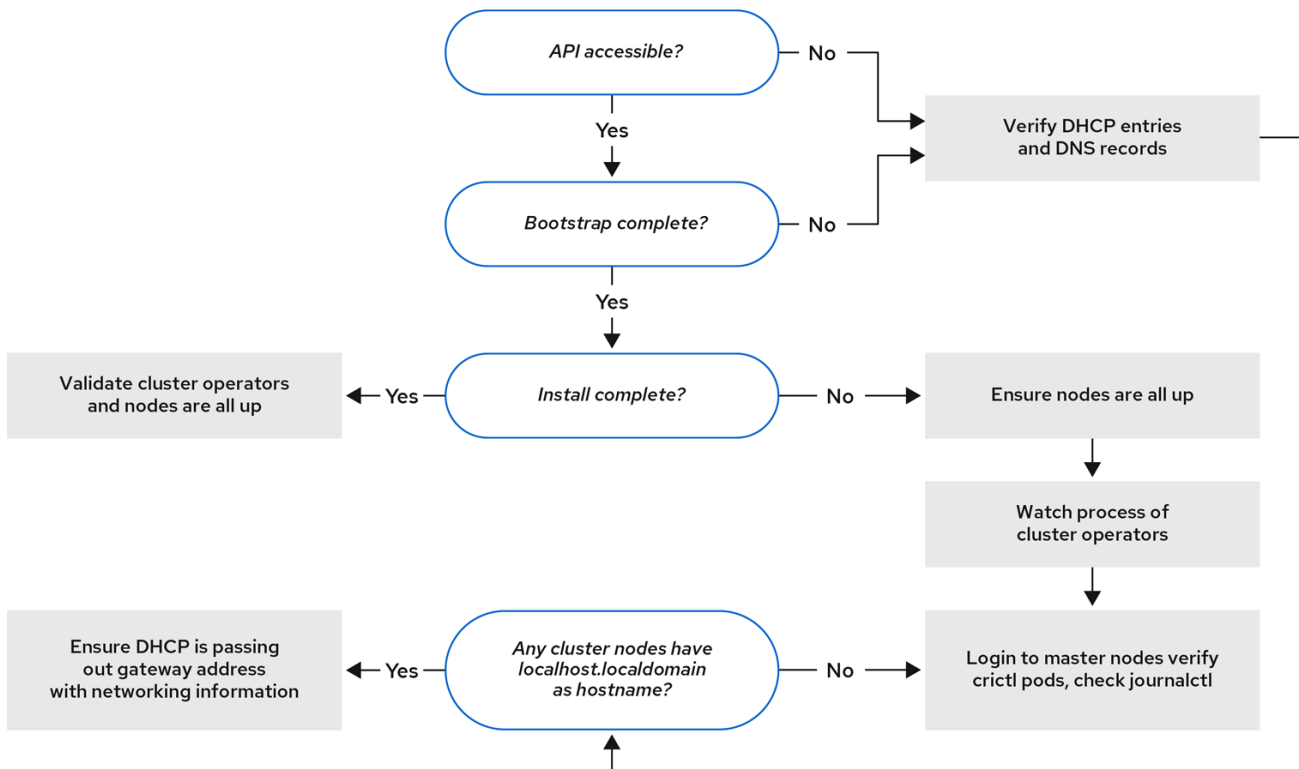 API accessible?
No
Verify DHCP entries
and DNS records
Yes
Bootstrap complete?
No
Yes
Validate cluster operators
and nodes are all up
Yes
Install complete?
No
Ensure nodes are all up
Watch process of
cluster operators
Ensure DHCP is passing
out gateway address
with networking information
Yes
Any cluster nodes have
localhost.localdomain
as hostname?
No
Login to master nodes verify
crictl pods, check journalctl